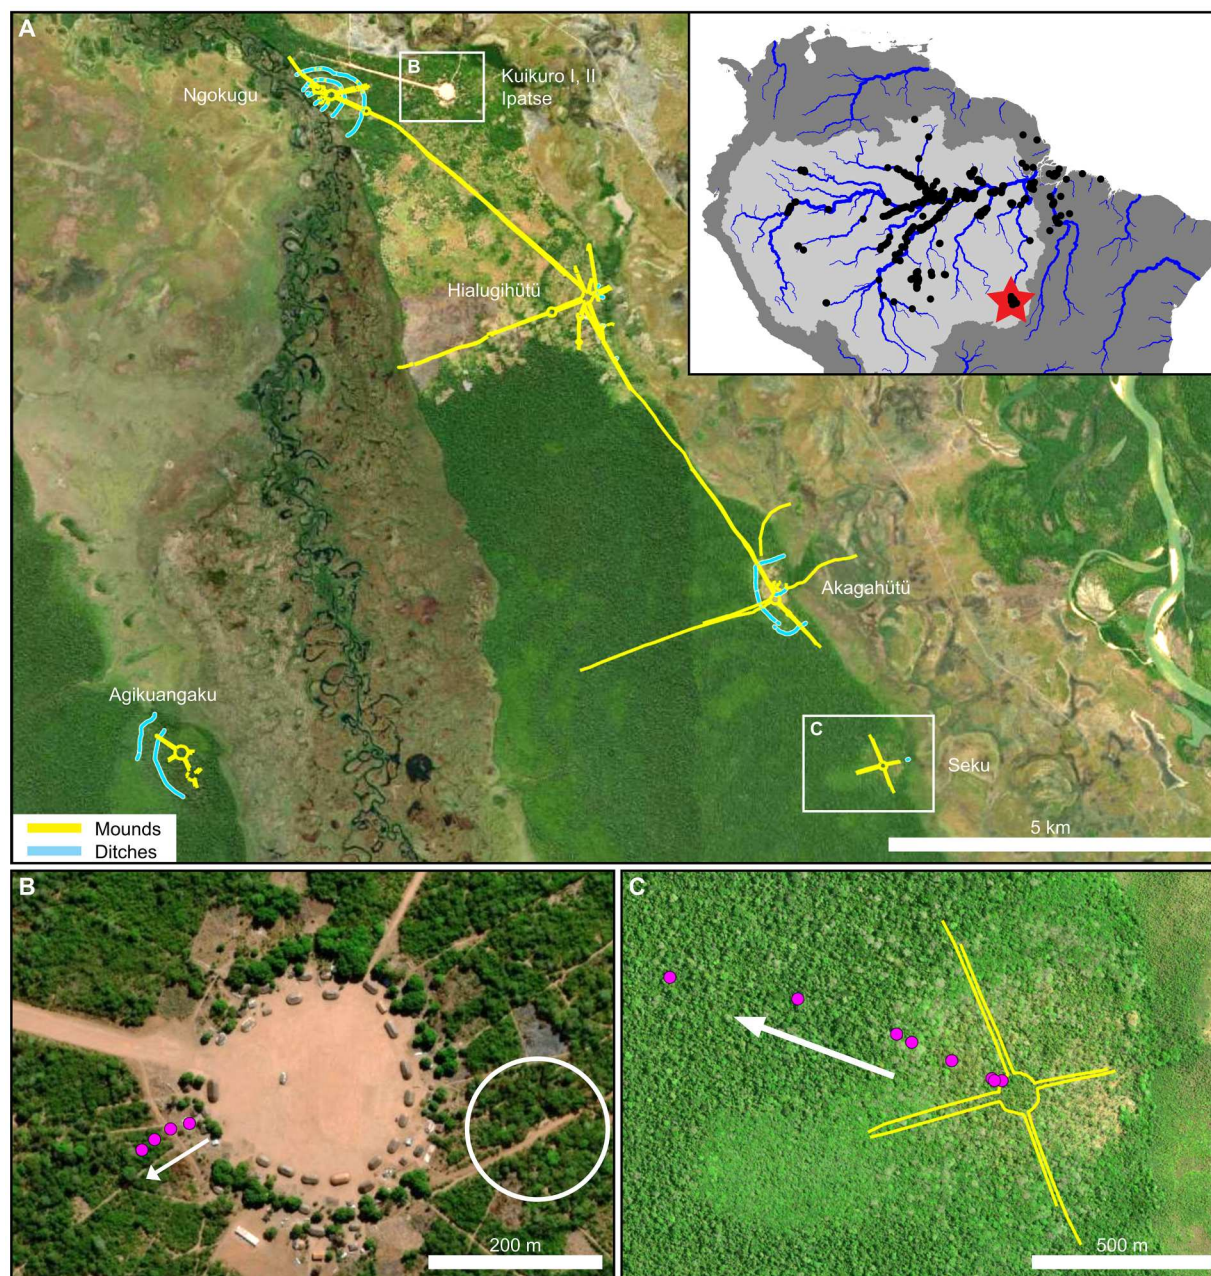 A
B
Kuikuro I, II
Ipatse
Ngokugu
Hialugihütü
Akagahütü
Agikuangaku
C
Seku
Mounds
Ditches
5 km
B
200 m
C
500 m